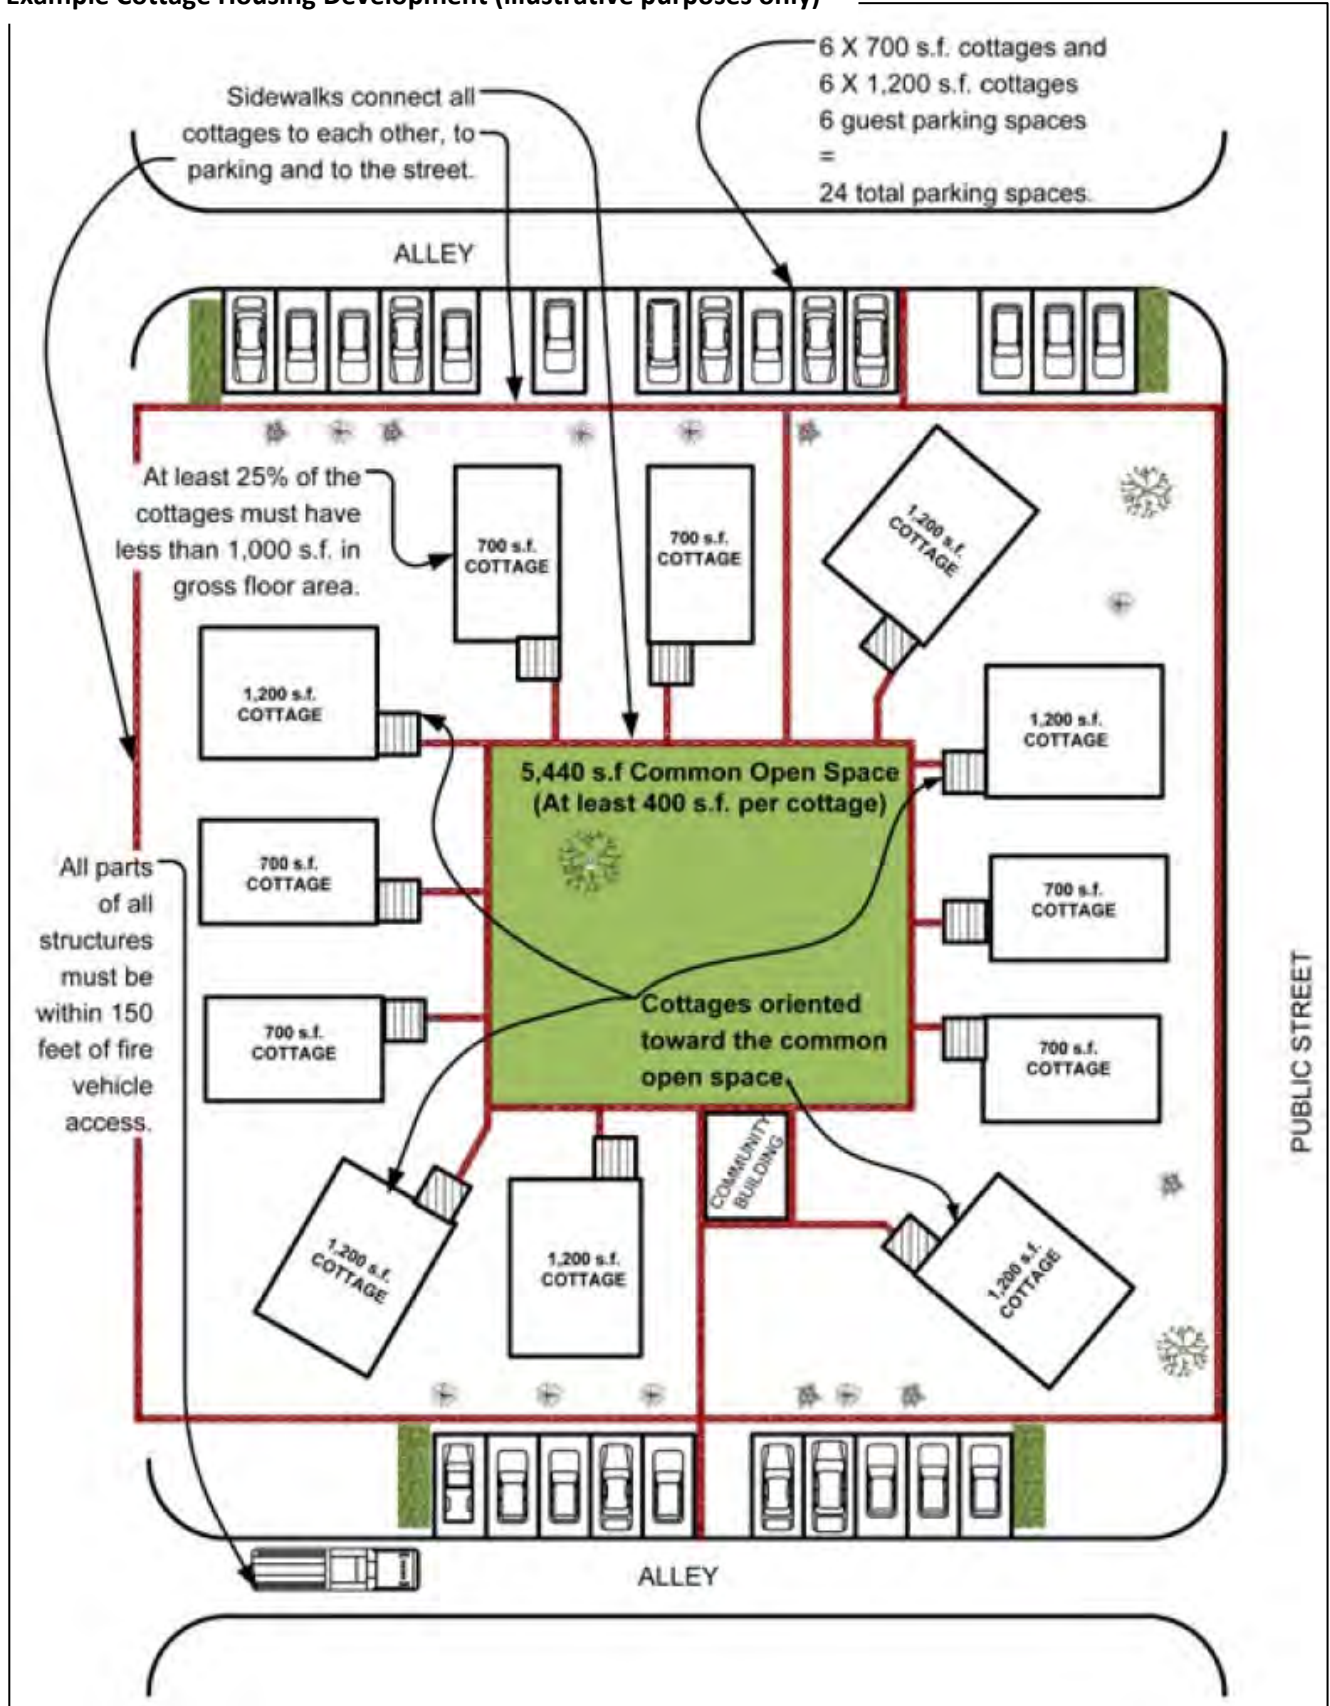 Example Cottage Housing Development (illustrative purposes only)
6 X 700 s.f. cottages and
6 X 1,200 s.f. cottages
6 guest parking spaces
=
24 total parking spaces.
Sidewalks connect all
cottages to each other, to
parking and to the street.
ALLEY
At least 25% of the
cottages must have
less than 1,000 s.f. in
gross floor area.
700 s.f.
COTTAGE
700 s.f.
COTTAGE
1,200 s.f.
COTTAGE
1,200 s.f.
COTTAGE
1,200 s.f.
COTTAGE
5,440 s.f Common Open Space
(At least 400 s.f. per cottage)
700 s.f.
COTTAGE
700 s.f.
COTTAGE
All parts
of all
structures
must be
within 150
feet of fire
vehicle
access.
Cottages oriented
toward the common
open space.
700 s.f.
COTTAGE
700 s.f.
COTTAGE
PUBLIC STREET
COMMUNITY
BUILDING
1,200 s.f.
COTTAGE
1,200 s.f.
COTTAGE
1,200 s.f.
COTTAGE
ALLEY